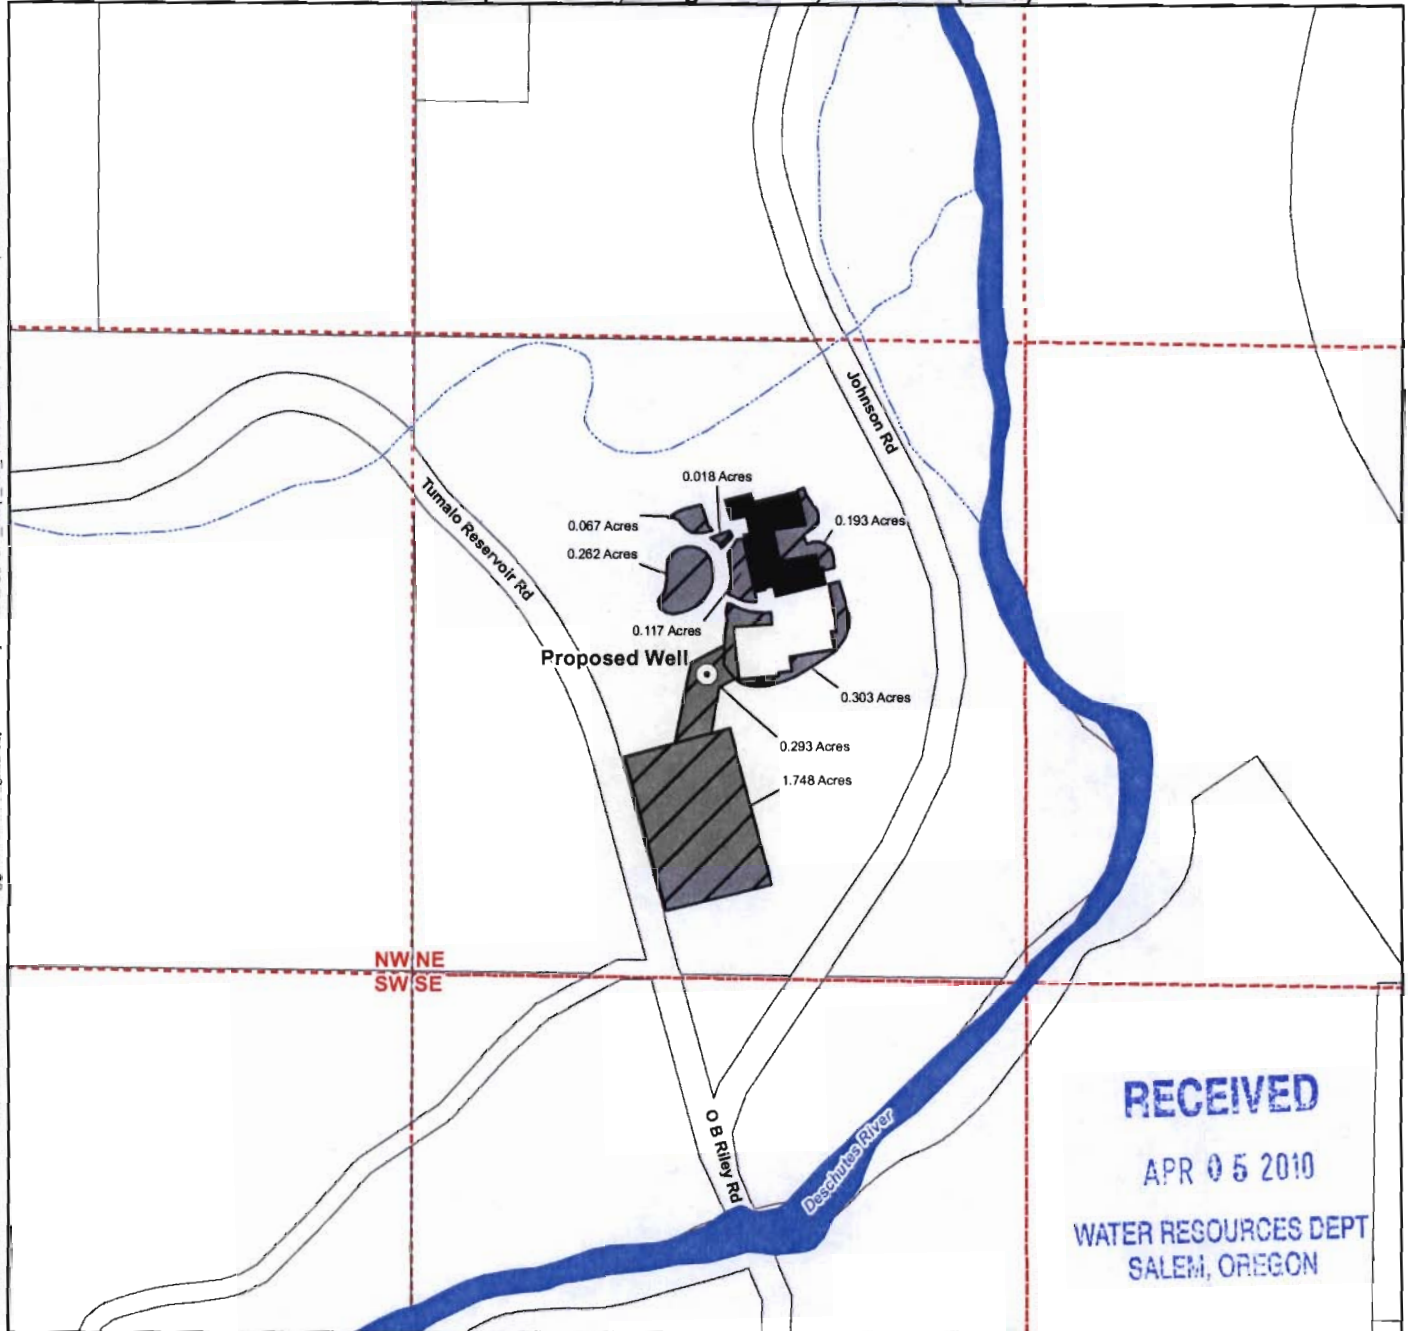 Johnson Rd
Tumalo Reservoir Rd
0.018 Acres
0.067 Acres
0.193 Acres
0.262 Acres
0.117 Acres
Proposed Well
0.303 Acres
0.293 Acres
1.748 Acres
NW NE
SW SE
O B Riley Rd
Deschutes River
RECEIVED
APR 05 2010
WATER RESOURCES DEPT
SALEM, OREGON